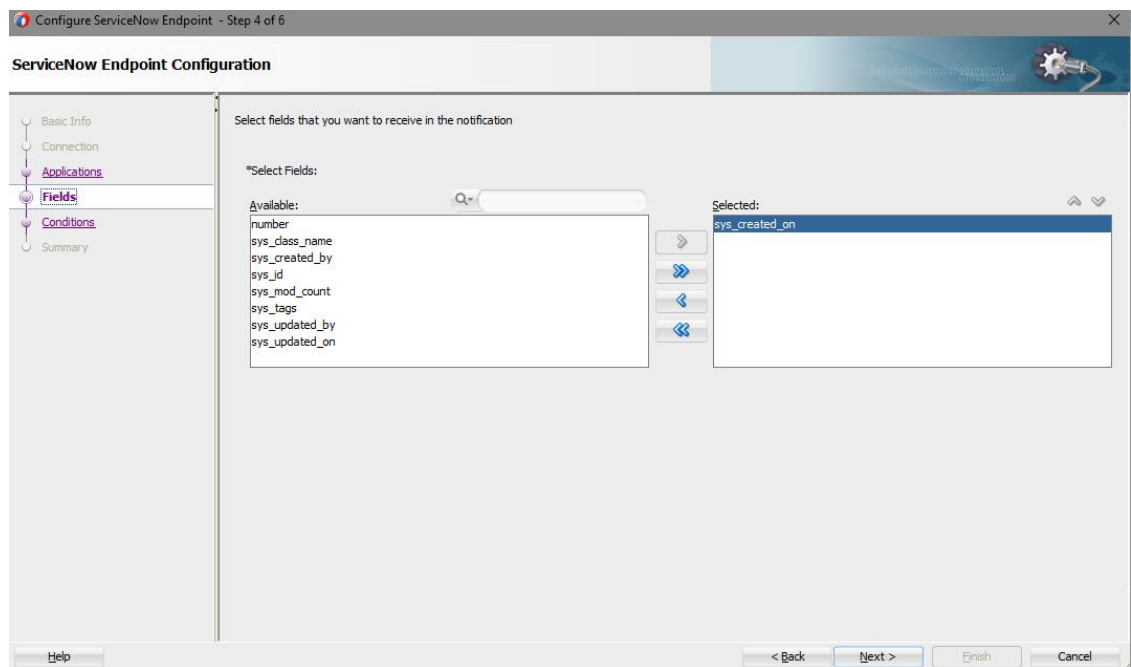 Configure ServiceNow Endpoint - Step 4 of 6
ServiceNow Endpoint Configuration
Basic Info
Connection
Applications
Fields
Conditions
Summary
Select fields that you want to receive in the notification
*Select Fields:
Available:
number
sys_class_name
sys_created_by
sys_id
sys_mod_count
sys_tags
sys_updated_by
sys_updated_on
Selected:
sys_created_on
Help
< Back
Next >
Finish
Cancel